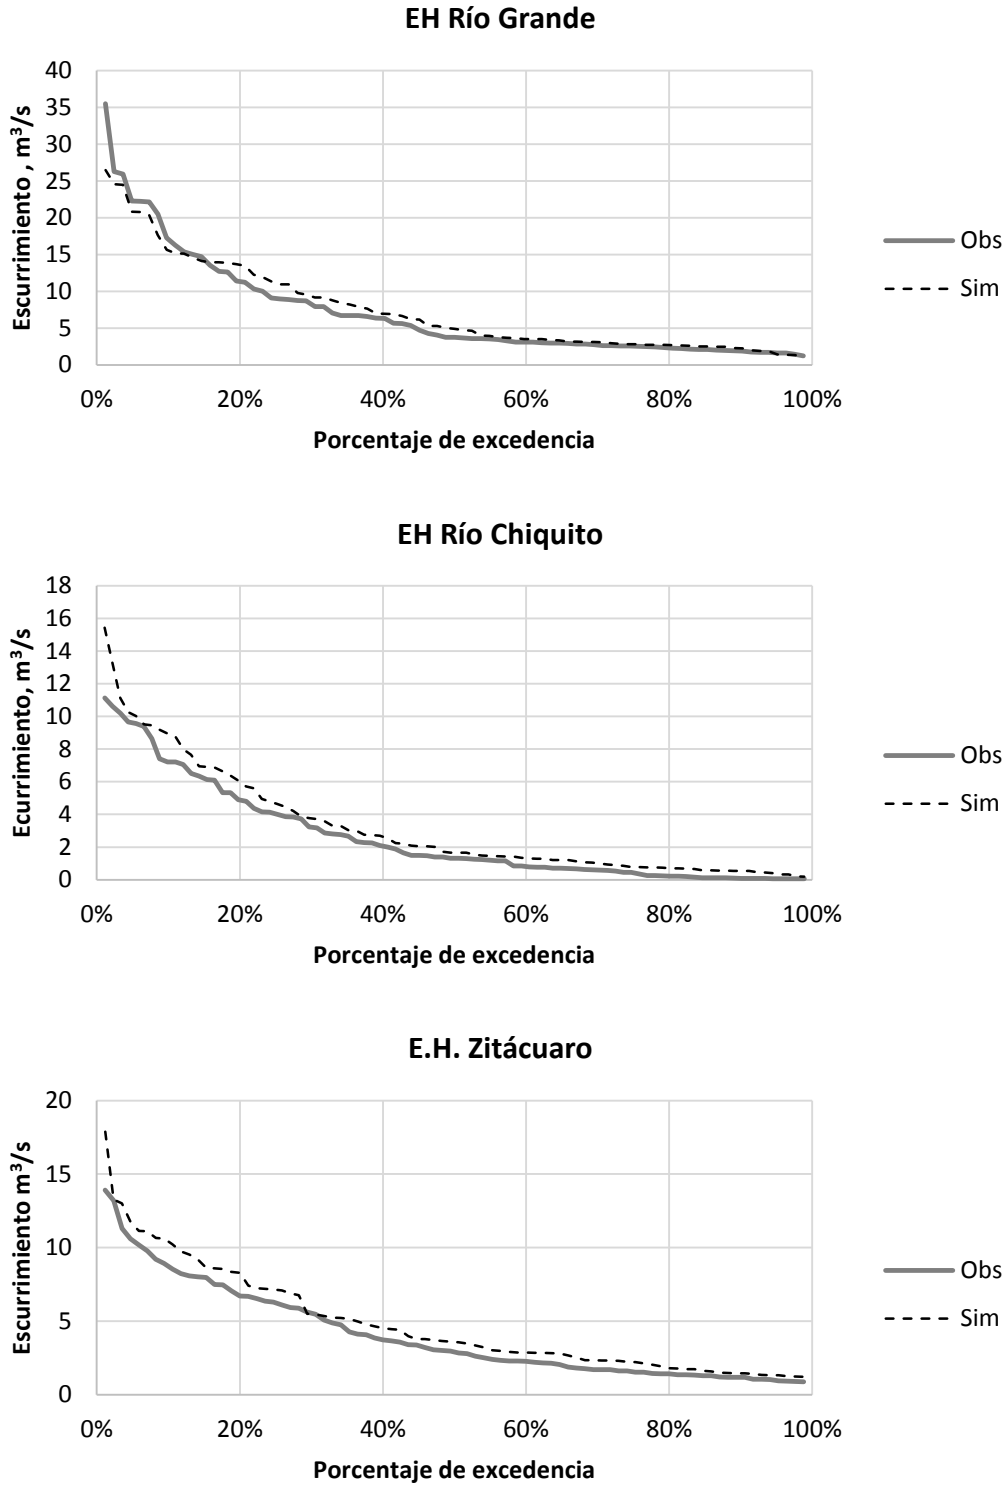 EH Río Grande
40
35
30
25
20
15
10
5
0
Escurrimiento , m³/s
0% 20% 40% 60% 80% 100%
Porcentaje de excedencia
Obs
Sim
EH Río Chiquito
18
16
14
12
10
8
6
4
2
0
Ecurrimiento, m³/s
0% 20% 40% 60% 80% 100%
Porcentaje de excedencia
Obs
Sim
E.H. Zitácuaro
20
15
10
5
0
Escurrimiento m³/s
0% 20% 40% 60% 80% 100%
Porcentaje de excedencia
Obs
Sim